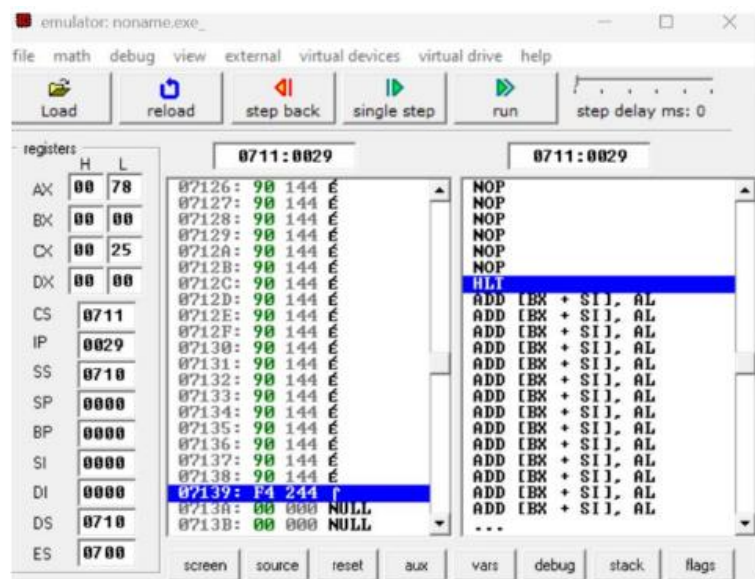 emulator: noname.exe_
file math debug view external virtual devices virtual drive help
Load reload step back single step run step delay ms: 0
registers
H L
AX 00 78
BX 00 00
CX 00 25
DX 00 00
CS 0711
IP 0029
SS 0710
SP 0000
BP 0000
SI 0000
DI 0000
DS 0710
ES 0700
0711:0029
07126: 90 144 É
07127: 90 144 É
07128: 90 144 É
07129: 90 144 É
0712A: 90 144 É
0712B: 90 144 É
0712C: 90 144 É
0712D: 90 144 É
0712E: 90 144 É
0712F: 90 144 É
07130: 90 144 É
07131: 90 144 É
07132: 90 144 É
07133: 90 144 É
07134: 90 144 É
07135: 90 144 É
07136: 90 144 É
07137: 90 144 É
07138: 90 144 É
07139: F4 244 ⌠
0713A: 00 000 NULL
0713B: 00 000 NULL
0711:0029
NOP
NOP
NOP
NOP
NOP
NOP
HLT
ADD [BX + SI], AL
ADD [BX + SI], AL
ADD [BX + SI], AL
ADD [BX + SI], AL
ADD [BX + SI], AL
ADD [BX + SI], AL
ADD [BX + SI], AL
ADD [BX + SI], AL
ADD [BX + SI], AL
ADD [BX + SI], AL
ADD [BX + SI], AL
ADD [BX + SI], AL
ADD [BX + SI], AL
ADD [BX + SI], AL
...
screen source reset aux vars debug stack flags